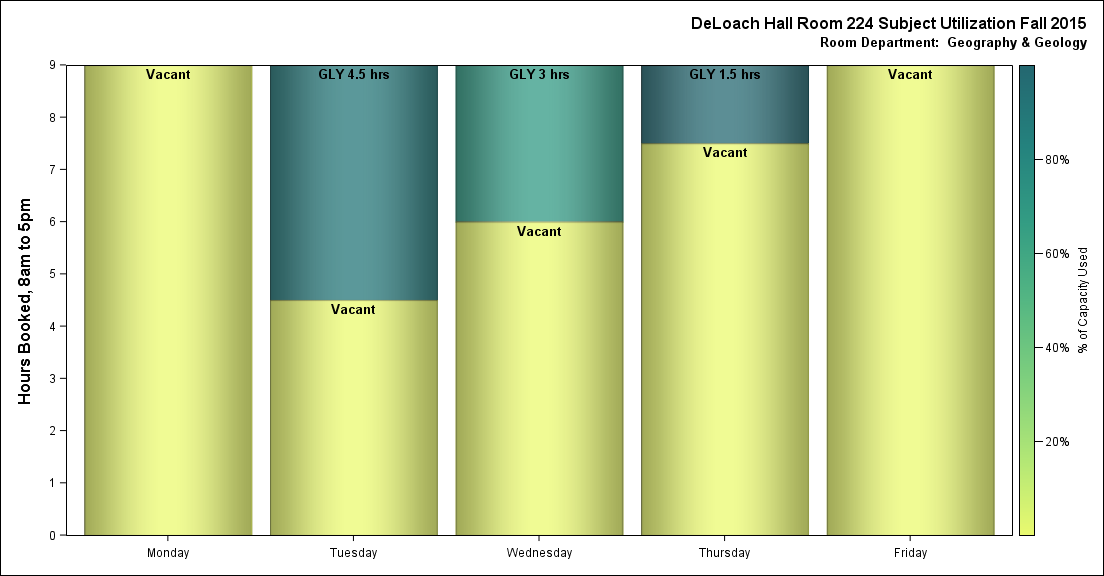 DeLoach Hall Room 224 Subject Utilization Fall 2015
Room Department: Geography & Geology
Hours Booked, 8am to 5pm
9
8
7
6
5
4
3
2
1
0
Vacant
GLY 4.5 hrs
Vacant
GLY 3 hrs
Vacant
GLY 1.5 hrs
Vacant
Vacant
Monday
Tuesday
Wednesday
Thursday
Friday
80%
60%
40%
20%
% of Capacity Used